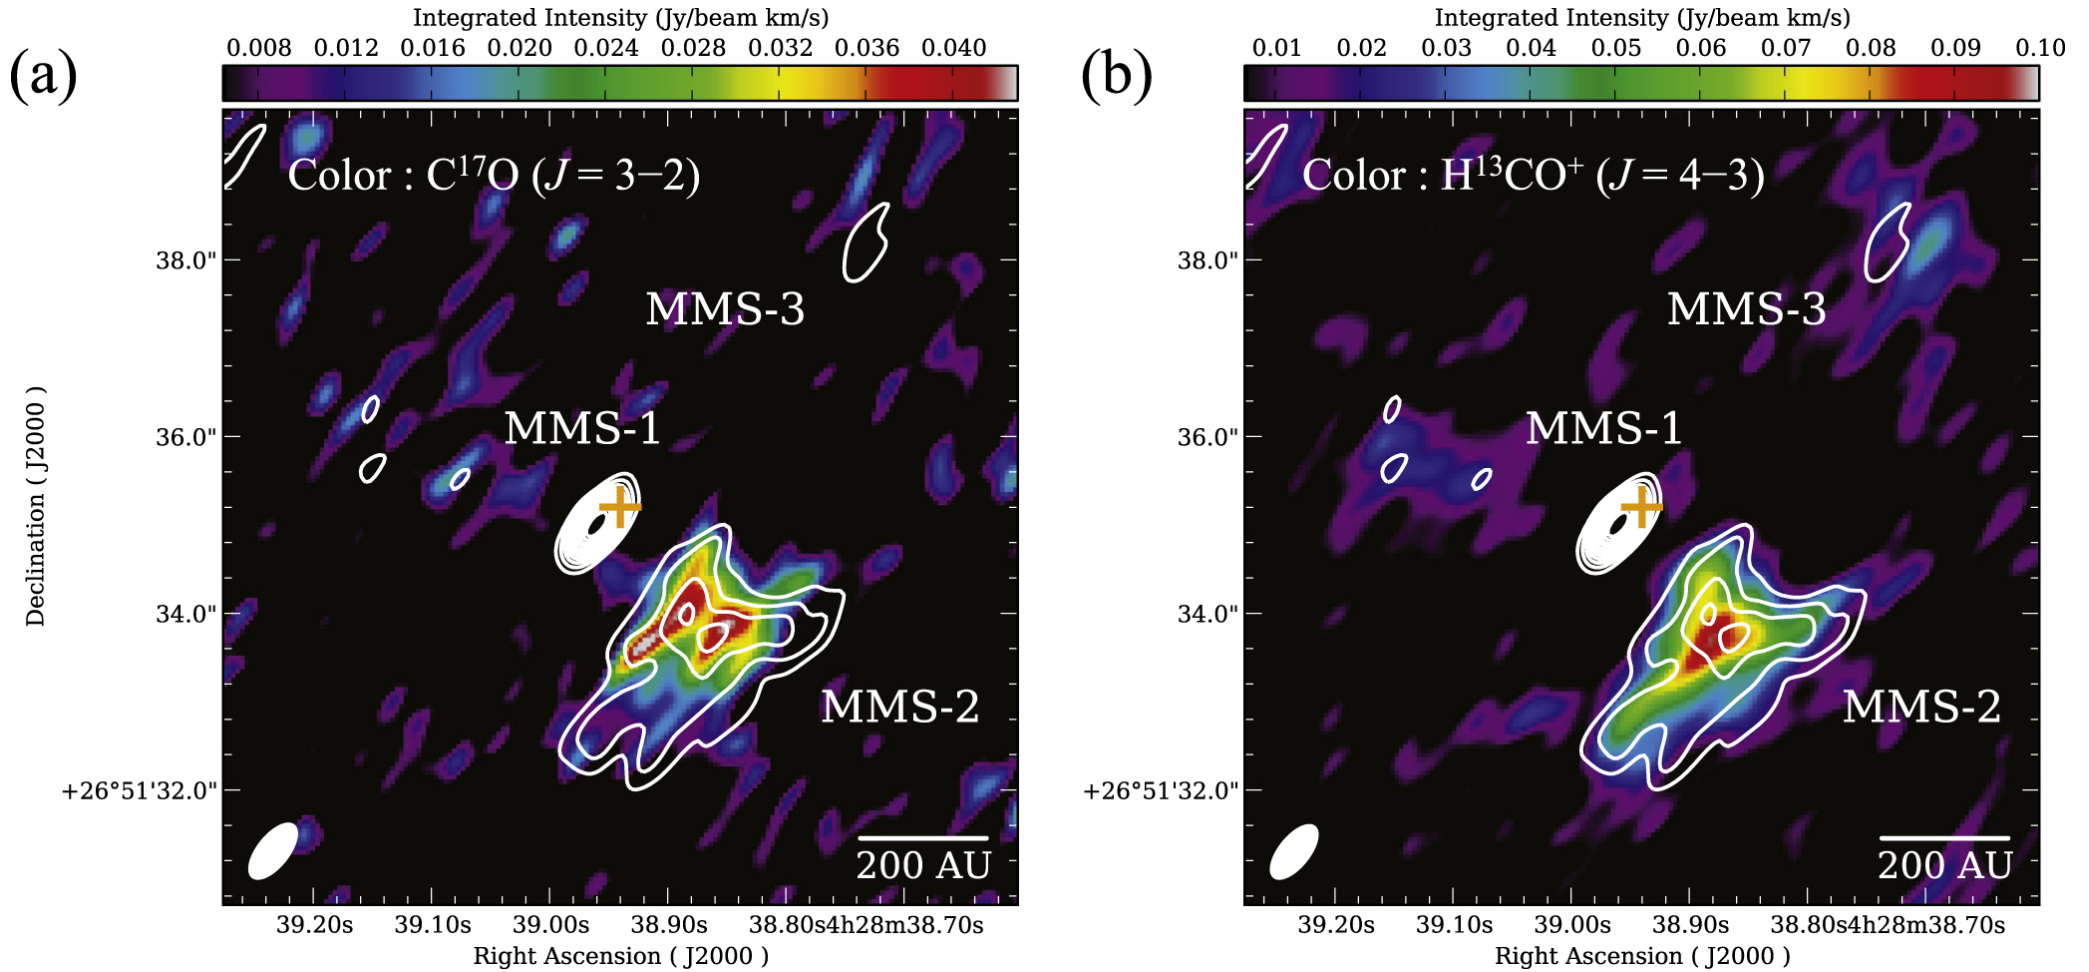 (a)
Integrated Intensity (Jy/beam km/s)
0.008 0.012 0.016 0.020 0.024 0.028 0.032 0.036 0.040
Color : C¹⁷O (J = 3−2)
MMS-3
MMS-1
MMS-2
200 AU
38.0"
36.0"
34.0"
+26°51'32.0"
Declination ( J2000 )
39.20s 39.10s 39.00s 38.90s 38.80s4h28m38.70s
Right Ascension ( J2000 )
(b)
Integrated Intensity (Jy/beam km/s)
0.01 0.02 0.03 0.04 0.05 0.06 0.07 0.08 0.09 0.10
Color : H¹³CO⁺ (J = 4−3)
MMS-3
MMS-1
MMS-2
200 AU
38.0"
36.0"
34.0"
+26°51'32.0"
39.20s 39.10s 39.00s 38.90s 38.80s4h28m38.70s
Right Ascension ( J2000 )